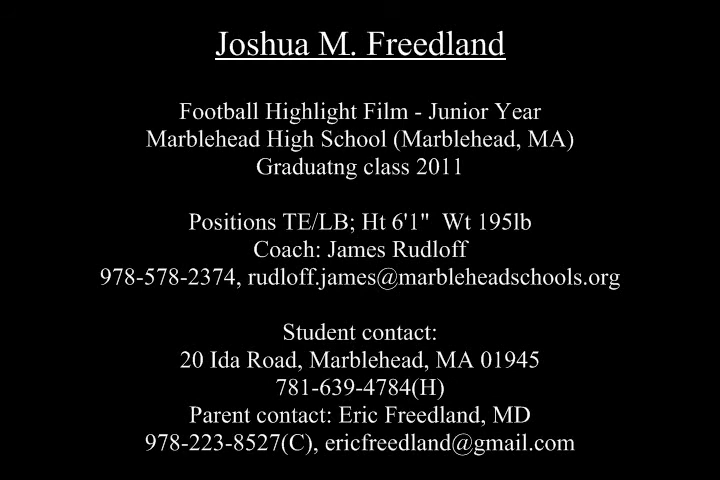 Joshua M. Freedland
Football Highlight Film - Junior Year
Marblehead High School (Marblehead, MA)
Graduatng class 2011
Positions TE/LB; Ht 6'1"  Wt 195lb
Coach: James Rudloff
978-578-2374, rudloff.james@marbleheadschools.org
Student contact:
20 Ida Road, Marblehead, MA 01945
781-639-4784(H)
Parent contact: Eric Freedland, MD
978-223-8527(C), ericfreedland@gmail.com